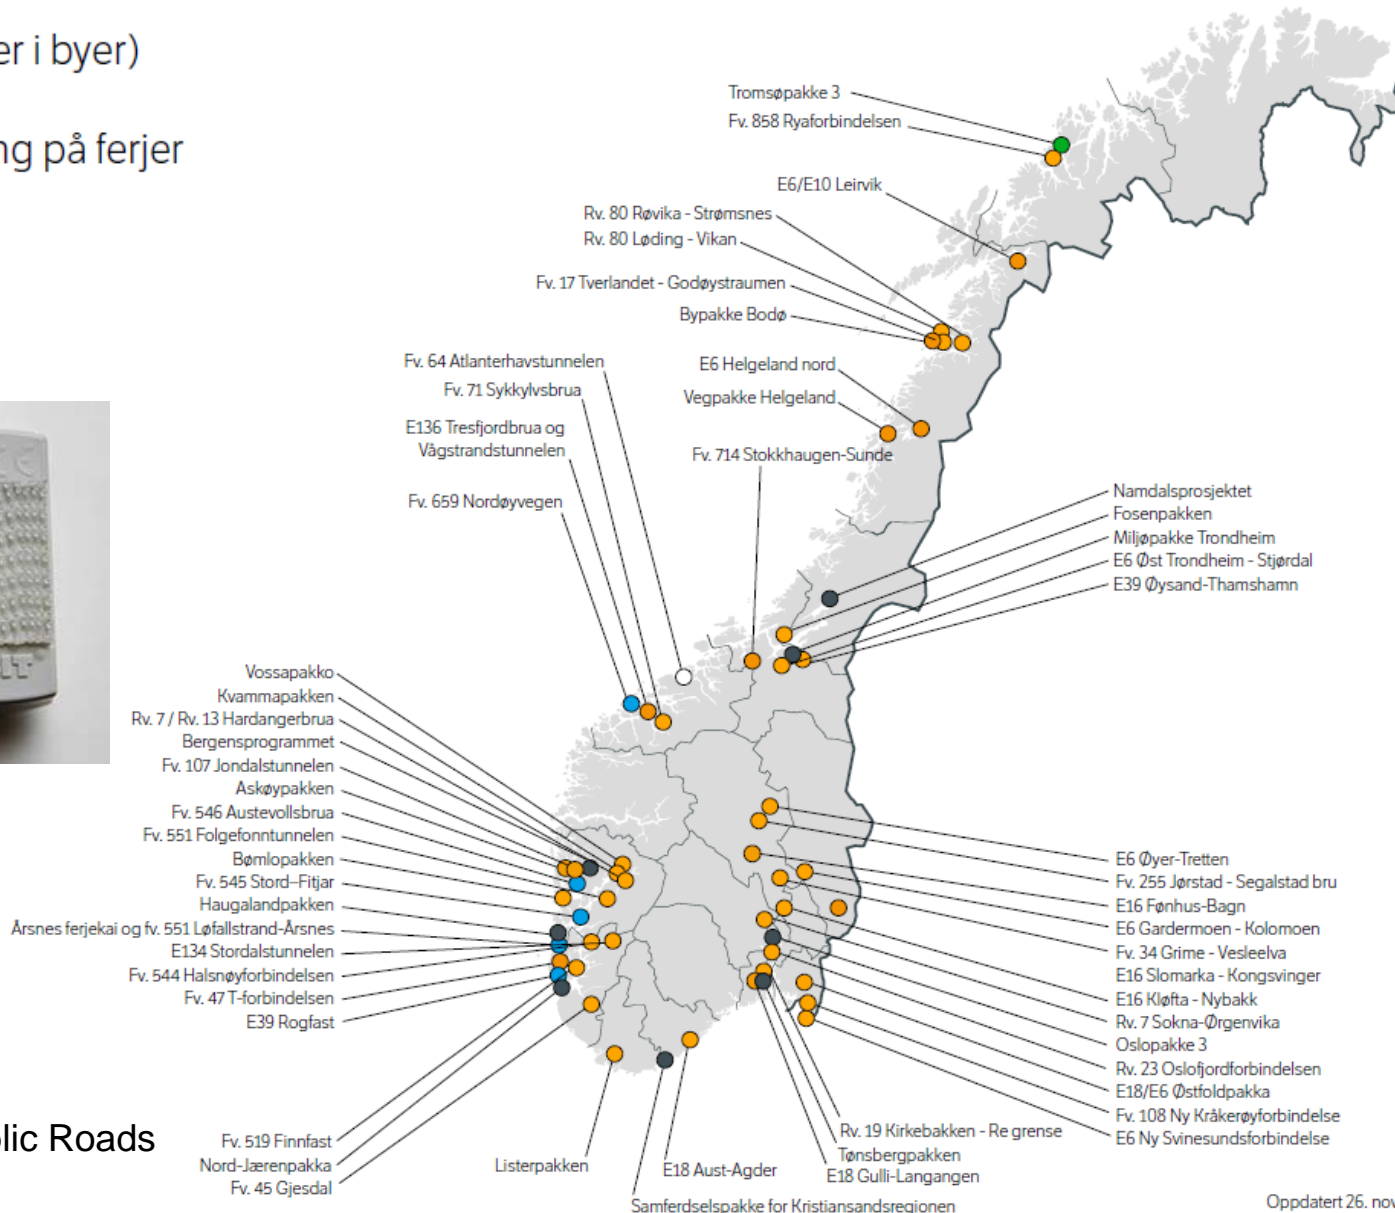 er i byer)
ng på ferjer
Tromsøpakke 3
Fv. 858 Ryaforbindelsen
E6/E10 Leirvik
Rv. 80 Røvika - Strømsnes
Rv. 80 Løding - Vikan
Fv. 17 Tverlandet - Godøystraumen
Bypakke Bodø
E6 Helgeland nord
Vegpakke Helgeland
Fv. 714 Stokkhaugen-Sunde
Fv. 64 Atlanterhavstunnelen
Fv. 71 Sykkylvsbrua
E136 Tresfjordbrua og
Vågstrandstunnelen
Fv. 659 Nordøyvegen
Namdalsprosjektet
Fosenpakken
Miljøpakke Trondheim
E6 Øst Trondheim - Stjørdal
E39 Øysand-Thamshamn
Vossapakko
Kvammapakken
Rv. 7 / Rv. 13 Hardangerbrua
Bergensprogrammet
Fv. 107 Jondalstunnelen
Askøypakken
Fv. 546 Austevollsbrua
Fv. 551 Folgefonntunnelen
Bømlopakken
Fv. 545 Stord–Fitjar
Haugalandpakken
Årsnes ferjekai og fv. 551 Løfallstrand-Årsnes
E134 Stordalstunnelen
Fv. 544 Halsnøyforbindelsen
Fv. 47 T-forbindelsen
E39 Rogfast
E6 Øyer-Tretten
Fv. 255 Jørstad - Segalstad bru
E16 Fønhus-Bagn
E6 Gardermoen - Kolomoen
Fv. 34 Grime - Vesleelva
E16 Slomarka - Kongsvinger
E16 Kløfta - Nybakk
Rv. 7 Sokna-Ørgenvika
Oslopakke 3
Rv. 23 Oslofjordforbindelsen
E18/E6 Østfoldpakka
Fv. 108 Ny Kråkerøyforbindelse
E6 Ny Svinesundsforbindelse
blic Roads
Fv. 519 Finnfast
Nord-Jærenpakka
Fv. 45 Gjesdal
Listerpakken
E18 Aust-Agder
Samferdselspakke for Kristiansandsregionen
Rv. 19 Kirkebakken - Re grense
Tønsbergpakken
E18 Gulli-Langangen
Oppdatert 26. nov